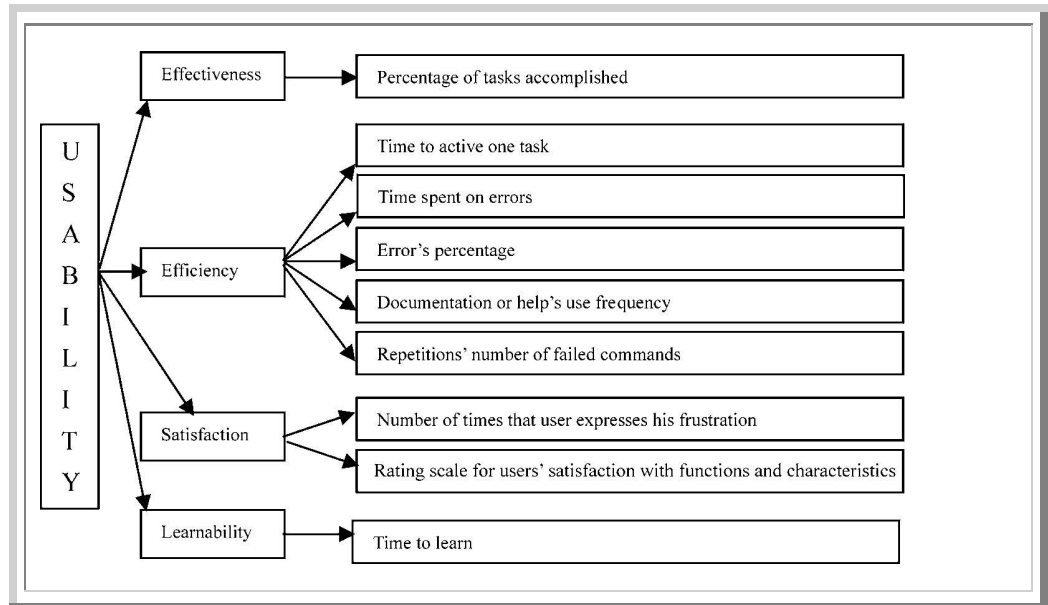 USABILITY
Effectiveness
Percentage of tasks accomplished
Efficiency
Time to active one task
Time spent on errors
Error's percentage
Documentation or help's use frequency
Repetitions' number of failed commands
Satisfaction
Number of times that user expresses his frustration
Rating scale for users' satisfaction with functions and characteristics
Learnability
Time to learn